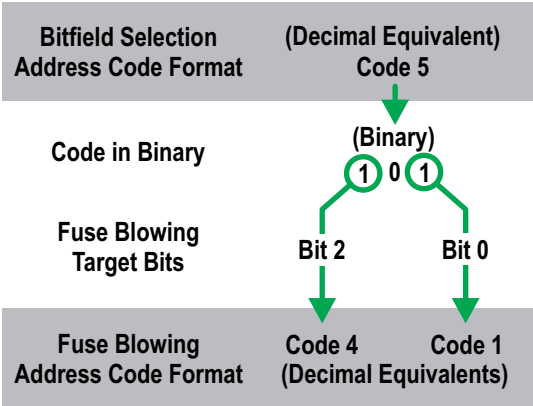 Bitfield Selection
Address Code Format
(Decimal Equivalent)
Code 5
Code in Binary
(Binary)
1 0 1
Fuse Blowing
Target Bits
Bit 2
Bit 0
Fuse Blowing
Address Code Format
Code 4
Code 1
(Decimal Equivalents)